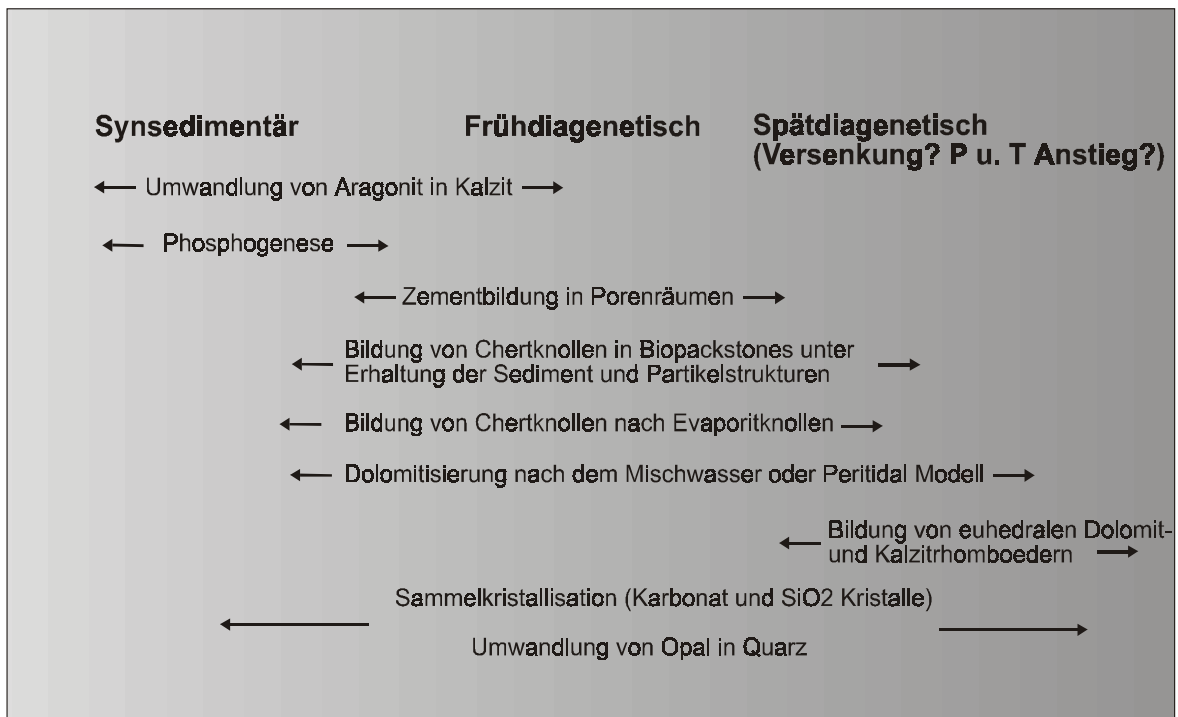 Synsedimentär
Frühdiagenetisch
Spätdiagenetisch
(Versenkung? P u. T Anstieg?)
Umwandlung von Aragonit in Kalzit
Phosphogenese
Zementbildung in Porenräumen
Bildung von Chertknollen in Biopackstones unter
Erhaltung der Sediment und Partikelstrukturen
Bildung von Chertknollen nach Evaporitknollen
Dolomitisierung nach dem Mischwasser oder Peritidal Modell
Bildung von euhedralen Dolomit-
und Kalzitrhomboedern
Sammelkristallisation (Karbonat und SiO2 Kristalle)
Umwandlung von Opal in Quarz